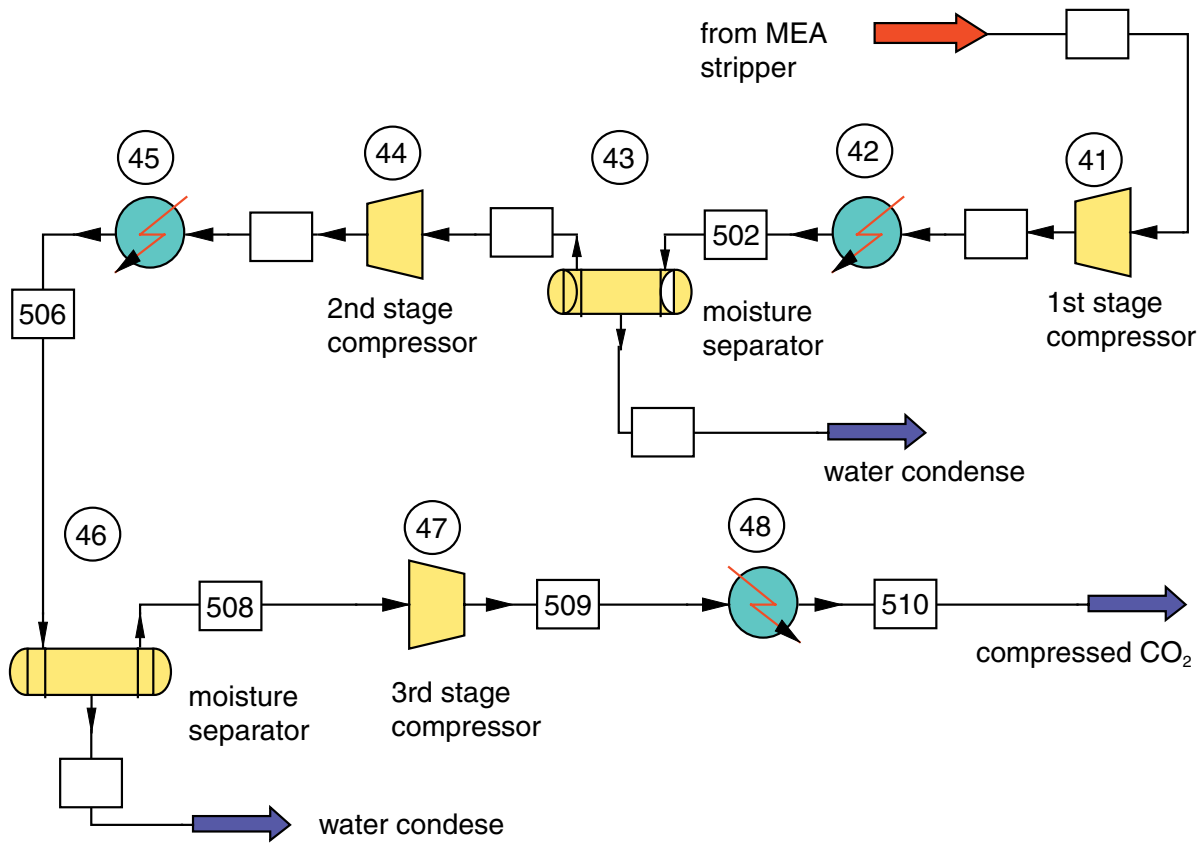 from MEA
stripper
45
44
43
42
41
502
506
2nd stage
compressor
moisture
separator
1st stage
compressor
water condense
46
47
48
508
509
510
compressed CO₂
moisture
separator
3rd stage
compressor
water condese